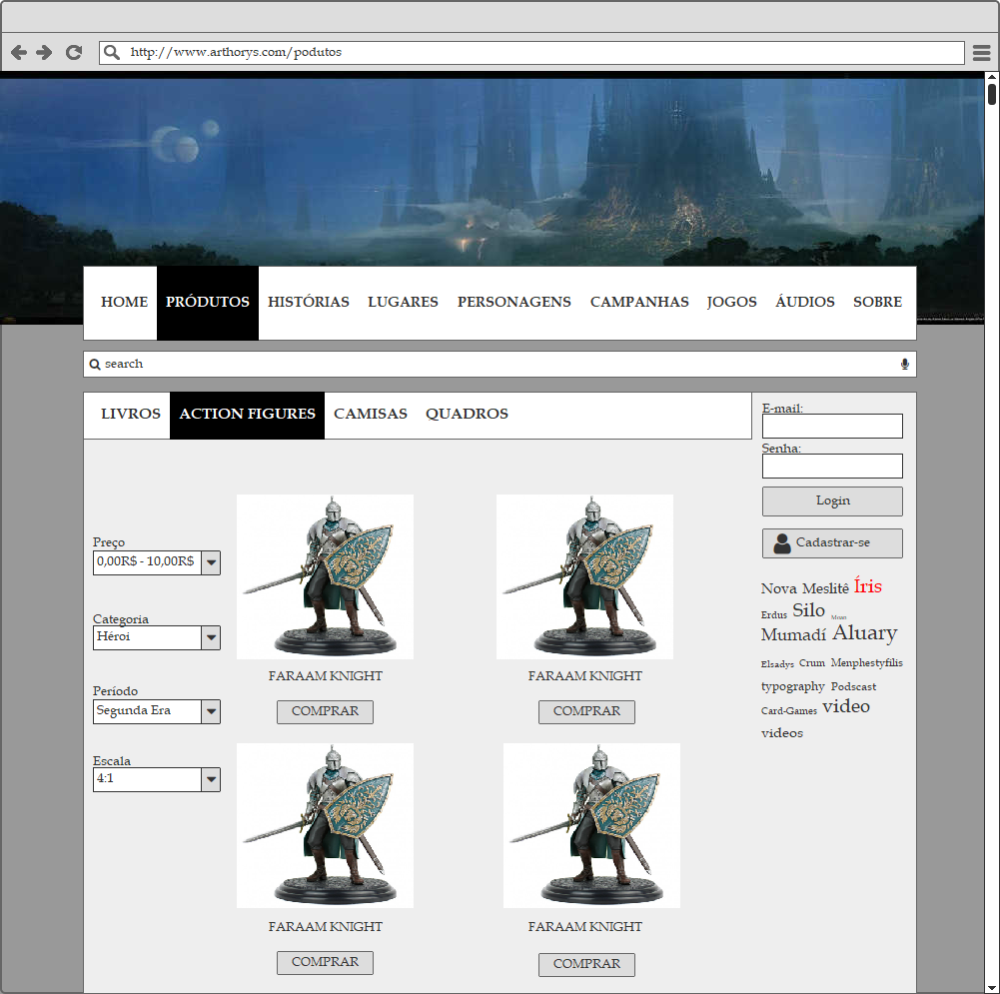 http://www.arthorys.com/podutos
HOME PRÓDUTOS HISTÓRIAS LUGARES PERSONAGENS CAMPANHAS JOGOS ÁUDIOS SOBRE
search
LIVROS ACTION FIGURES CAMISAS QUADROS
E-mail:
Senha:
Login
Cadastrar-se
Preço
0,00R$ - 10,00R$
Categoria
Héroi
Período
Segunda Era
Escala
4:1
FARAAM KNIGHT FARAAM KNIGHT
COMPRAR COMPRAR
FARAAM KNIGHT FARAAM KNIGHT
COMPRAR COMPRAR
Nova Meslitê Íris
Erdus Silo
Mumadí Aluary
Elsadys Crum Menphestyfilis
typography Podscast
Card-Games video
videos